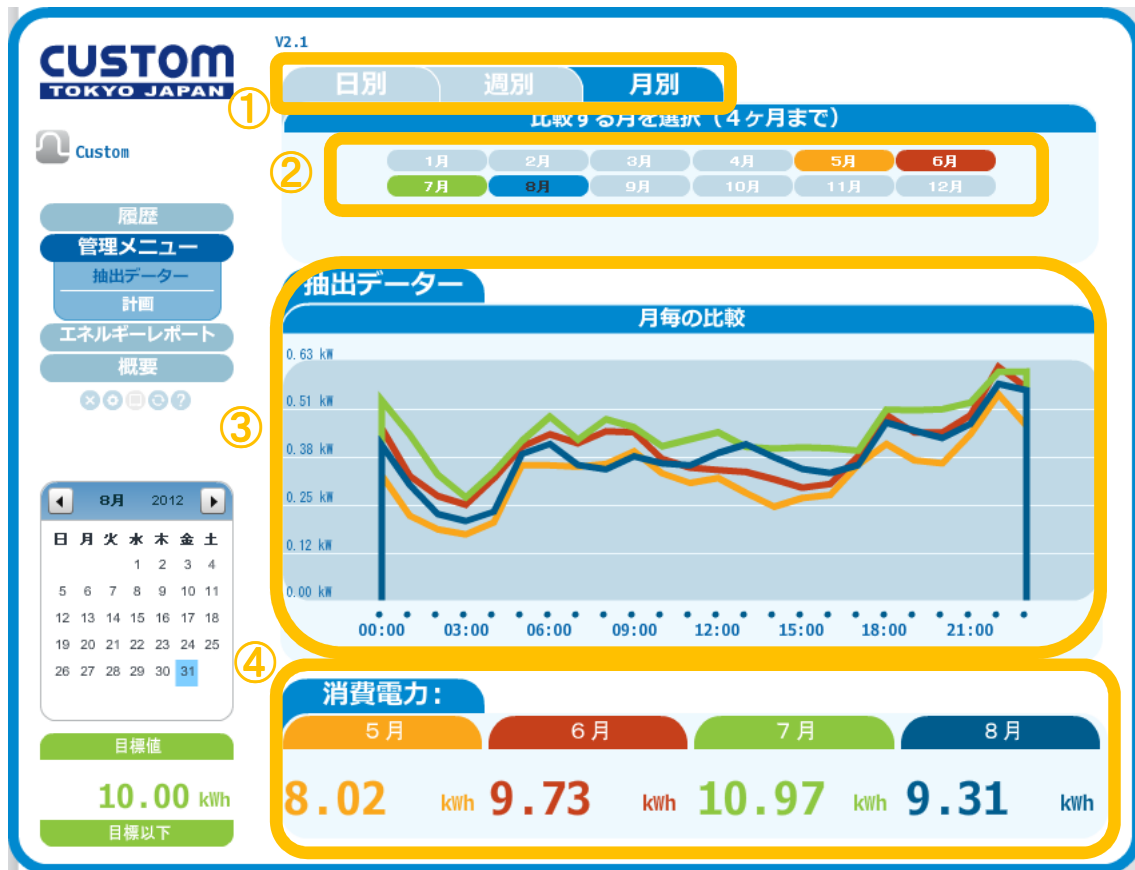 V2.1
CUSTOM
TOKYO JAPAN
Custom
①
日別 週別 月別
比較する月を選択(4ヶ月まで)
②
1月 2月 3月 4月 5月 6月
7月 8月 9月 10月 11月 12月
履歴
管理メニュー
抽出データー
計画
エネルギーレポート
概要
?
③
抽出データー
月毎の比較
0.63 kW
0.51 kW
0.38 kW
0.25 kW
0.12 kW
0.00 kW
00:00 03:00 06:00 09:00 12:00 15:00 18:00 21:00
8月 2012
日 月 火 水 木 金 土
1 2 3 4
5 6 7 8 9 10 11
12 13 14 15 16 17 18
19 20 21 22 23 24 25
26 27 28 29 30 31
目標値
10.00 kWh
目標以下
④
消費電力:
5月 6月 7月 8月
8.02 kWh 9.73 kWh 10.97 kWh 9.31 kWh